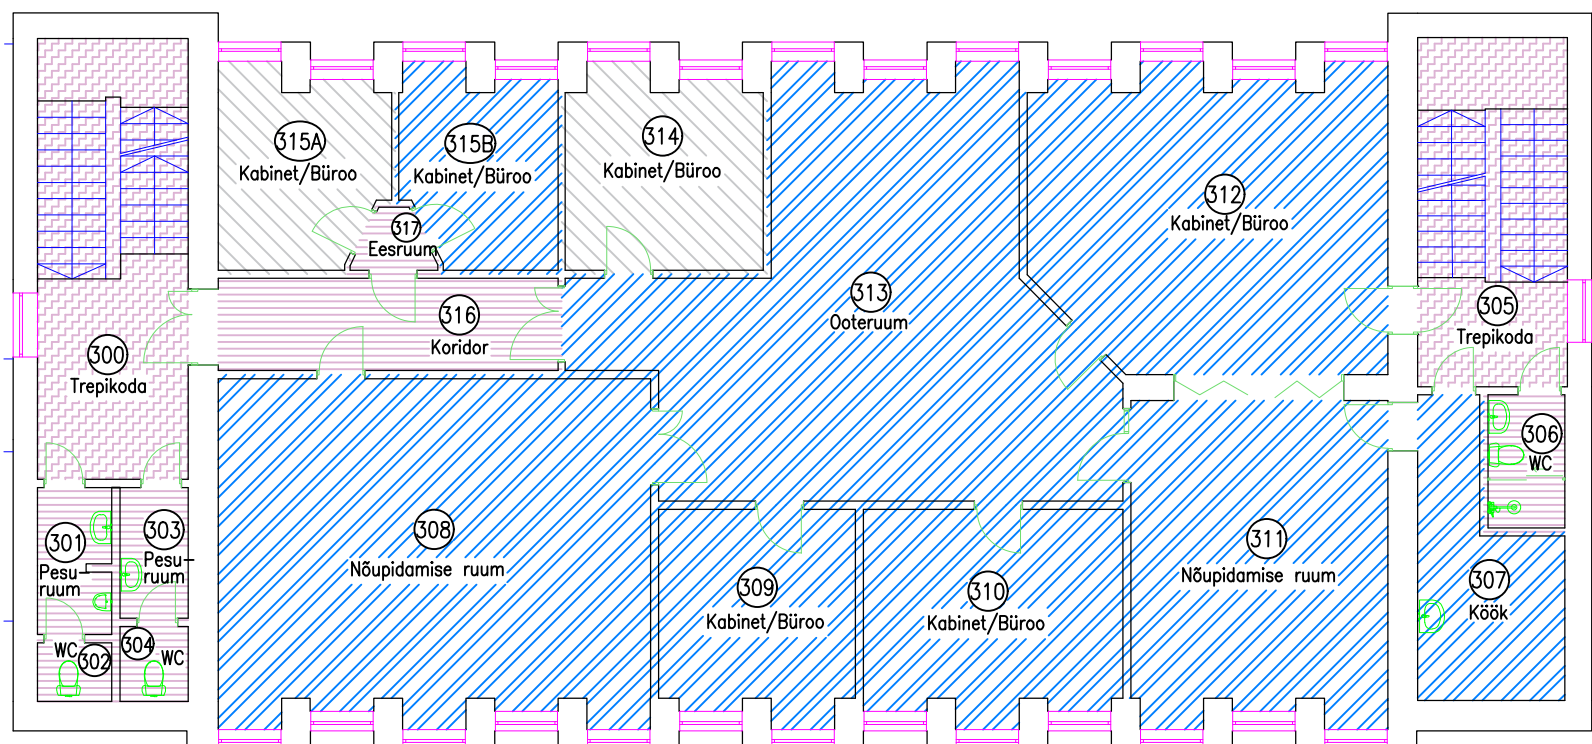 315A
Kabinet/Büroo
315B
Kabinet/Büroo
314
Kabinet/Büroo
312
Kabinet/Büroo
317
Eesruum
316
Koridor
313
Ooteruum
305
Trepikoda
300
Trepikoda
306
WC
301
Pesu-
ruum
303
Pesu-
ruum
308
Nõupidamise ruum
309
Kabinet/Büroo
310
Kabinet/Büroo
311
Nõupidamise ruum
307
Köök
WC
302
304
WC